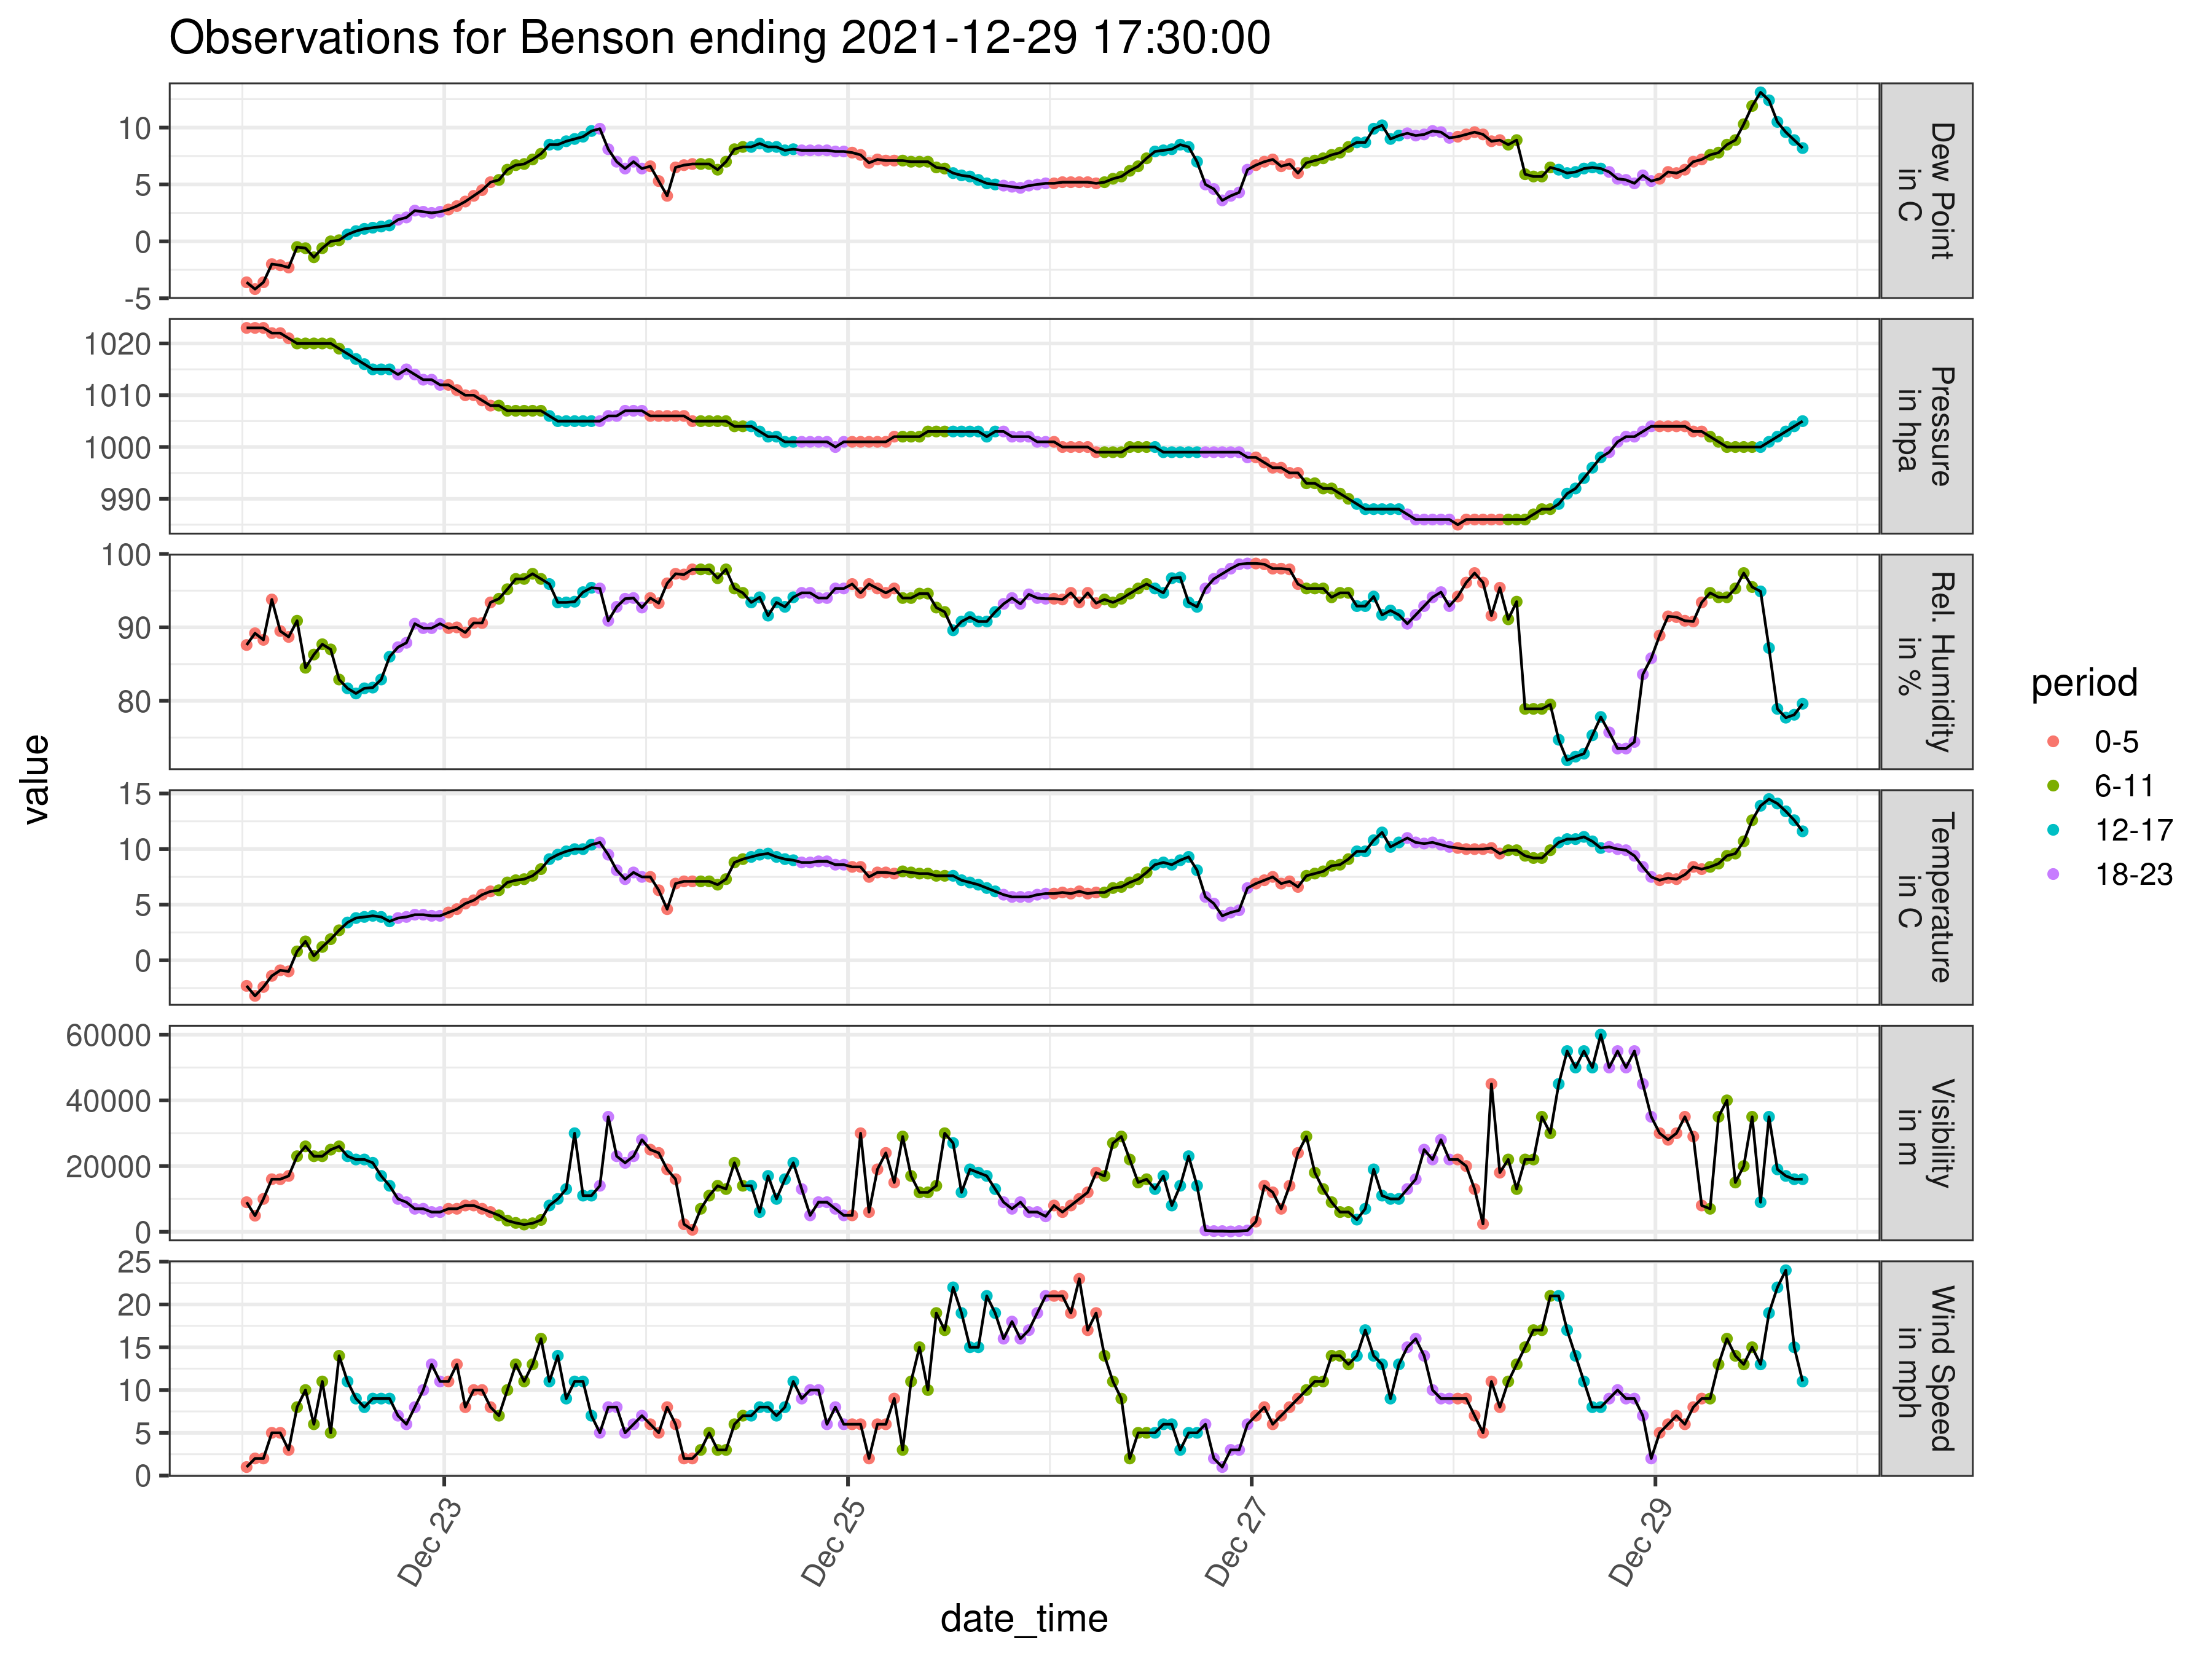 Observations for Benson ending 2021-12-29 17:30:00
value
10
5
0
-5
Dew Point
in C
1020
1010
1000
990
Pressure
in hpa
100
90
80
Rel. Humidity
in %
15
10
5
0
Temperature
in C
60000
40000
20000
0
Visibility
in m
25
20
15
10
5
0
Wind Speed
in mph
Dec 23
Dec 25
Dec 27
Dec 29
date_time
period
0-5
6-11
12-17
18-23